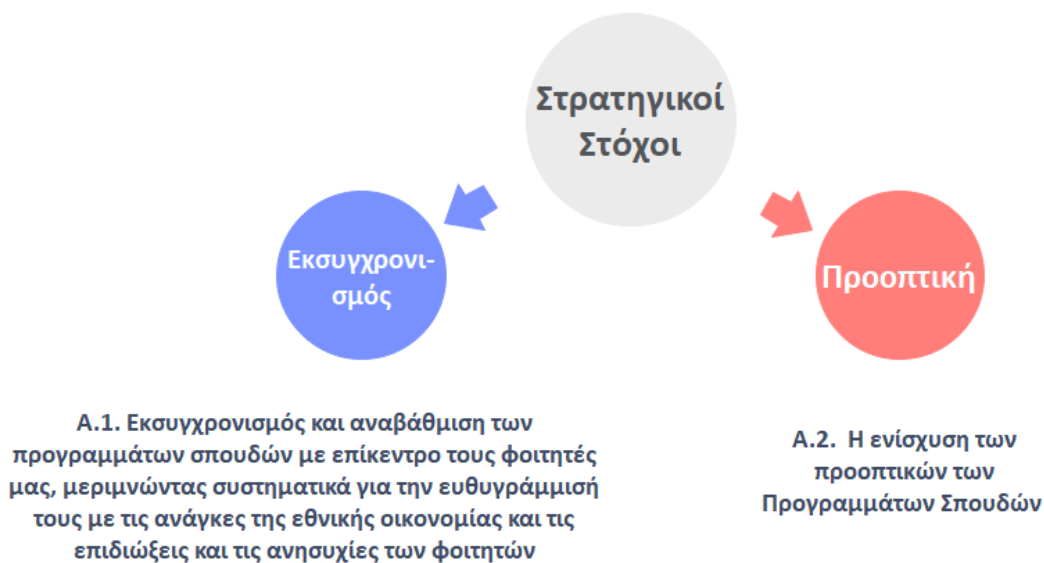 Στρατηγικοί
Στόχοι
Εκσυγχρονι-
σμός
Προοπτική
Α.1. Εκσυγχρονισμός και αναβάθμιση των
προγραμμάτων σπουδών με επίκεντρο τους φοιτητές
μας, μεριμνώντας συστηματικά για την ευθυγράμμισή
τους με τις ανάγκες της εθνικής οικονομίας και τις
επιδιώξεις και τις ανησυχίες των φοιτητών
Α.2. Η ενίσχυση των
προοπτικών των
Προγραμμάτων Σπουδών